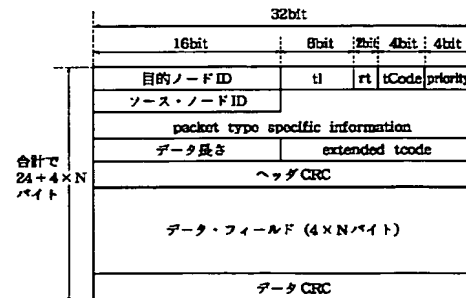 32bit
16bit 8bit 2bit 4bit 4bit
目的ノードID tl rt tCode priority
ソース・ノードID
packet type specific information
データ長さ extended tcode
ヘッダCRC
データ・フィールド (4×Nバイト)
データCRC
合計で
24+4×N
バイト